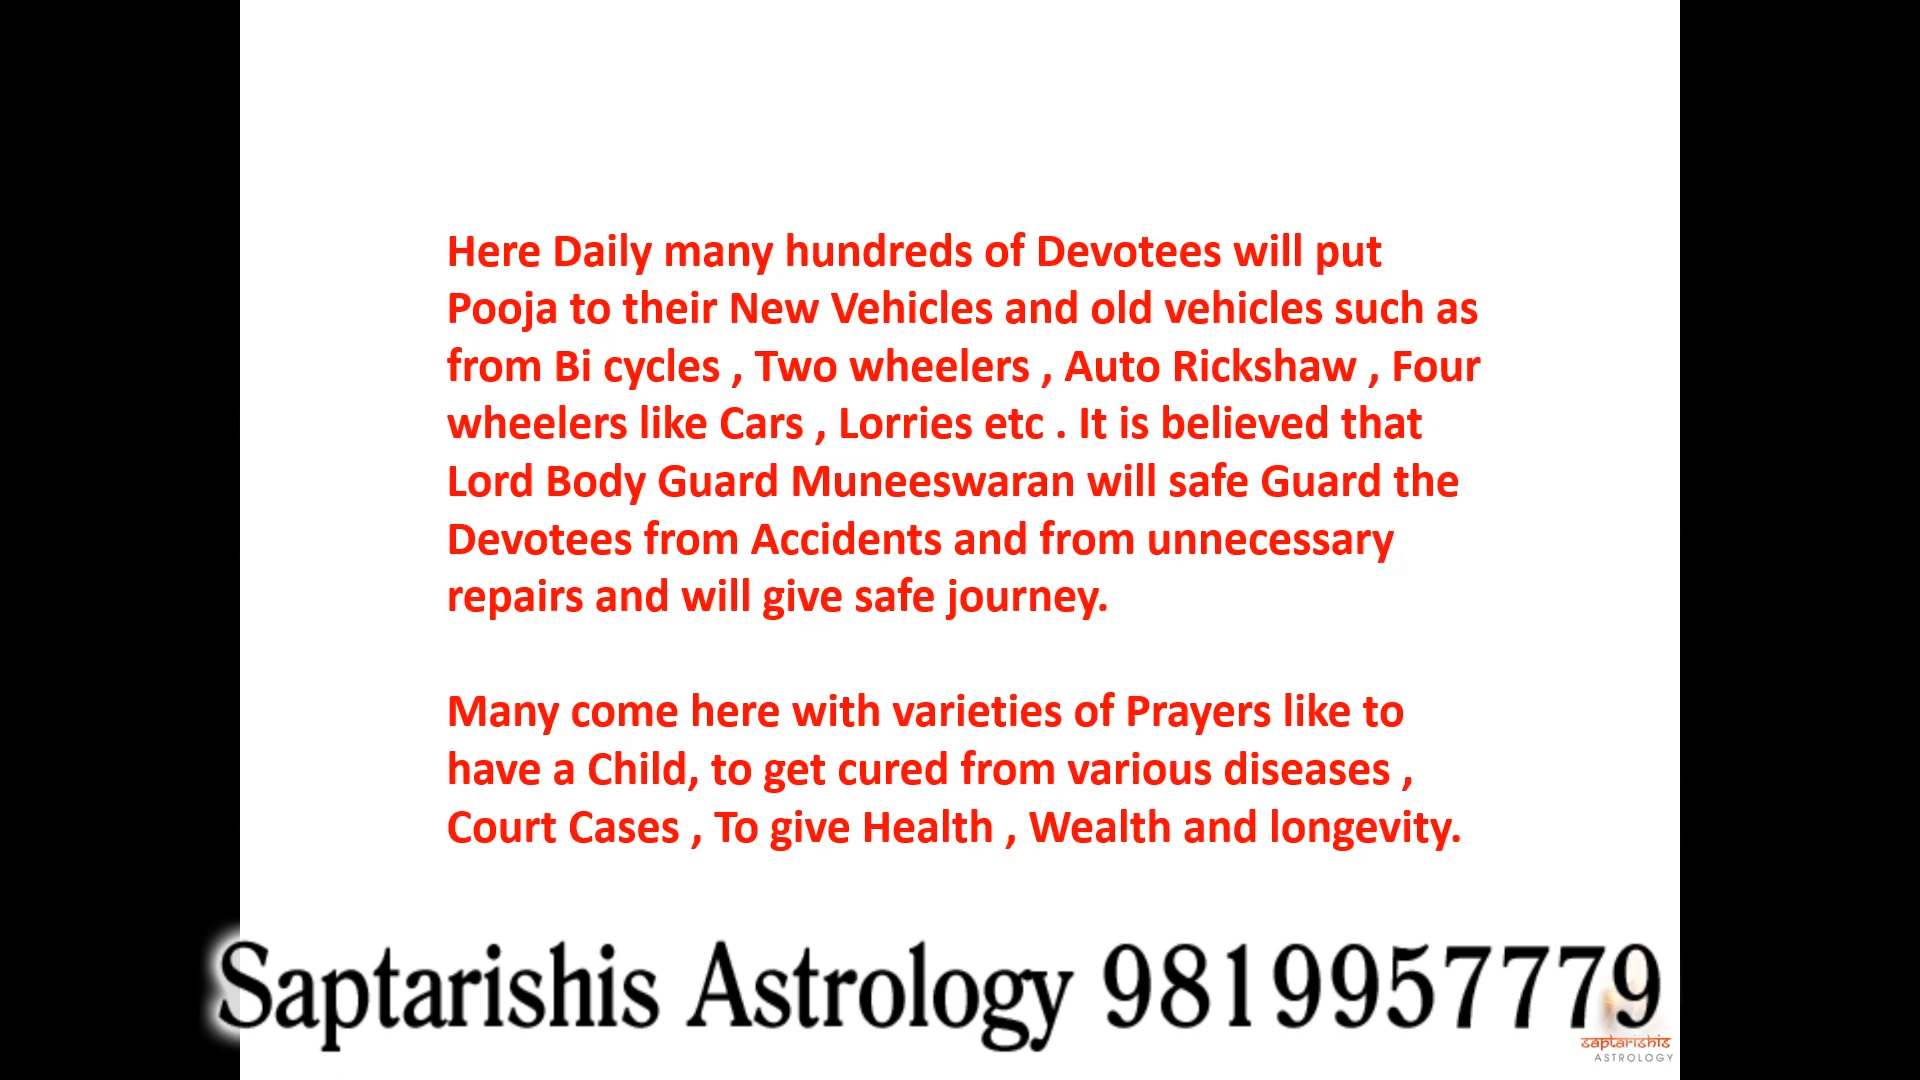 Here Daily many hundreds of Devotees will put
Pooja to their New Vehicles and old vehicles such as
from Bi cycles , Two wheelers , Auto Rickshaw , Four
wheelers like Cars , Lorries etc . It is believed that
Lord Body Guard Muneeswaran will safe Guard the
Devotees from Accidents and from unnecessary
repairs and will give safe journey.
Many come here with varieties of Prayers like to
have a Child, to get cured from various diseases ,
Court Cases , To give Health , Wealth and longevity.
Saptarishis Astrology 9819957779
saptarishis
ASTROLOGY